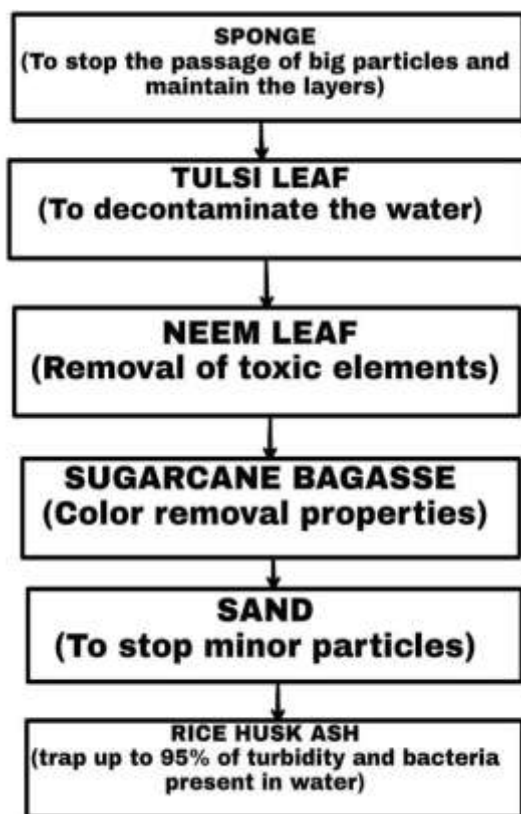 SPONGE
(To stop the passage of big particles and
maintain the layers)
TULSI LEAF
(To decontaminate the water)
NEEM LEAF
(Removal of toxic elements)
SUGARCANE BAGASSE
(Color removal properties)
SAND
(To stop minor particles)
RICE HUSK ASH
(trap up to 95% of turbidity and bacteria
present in water)